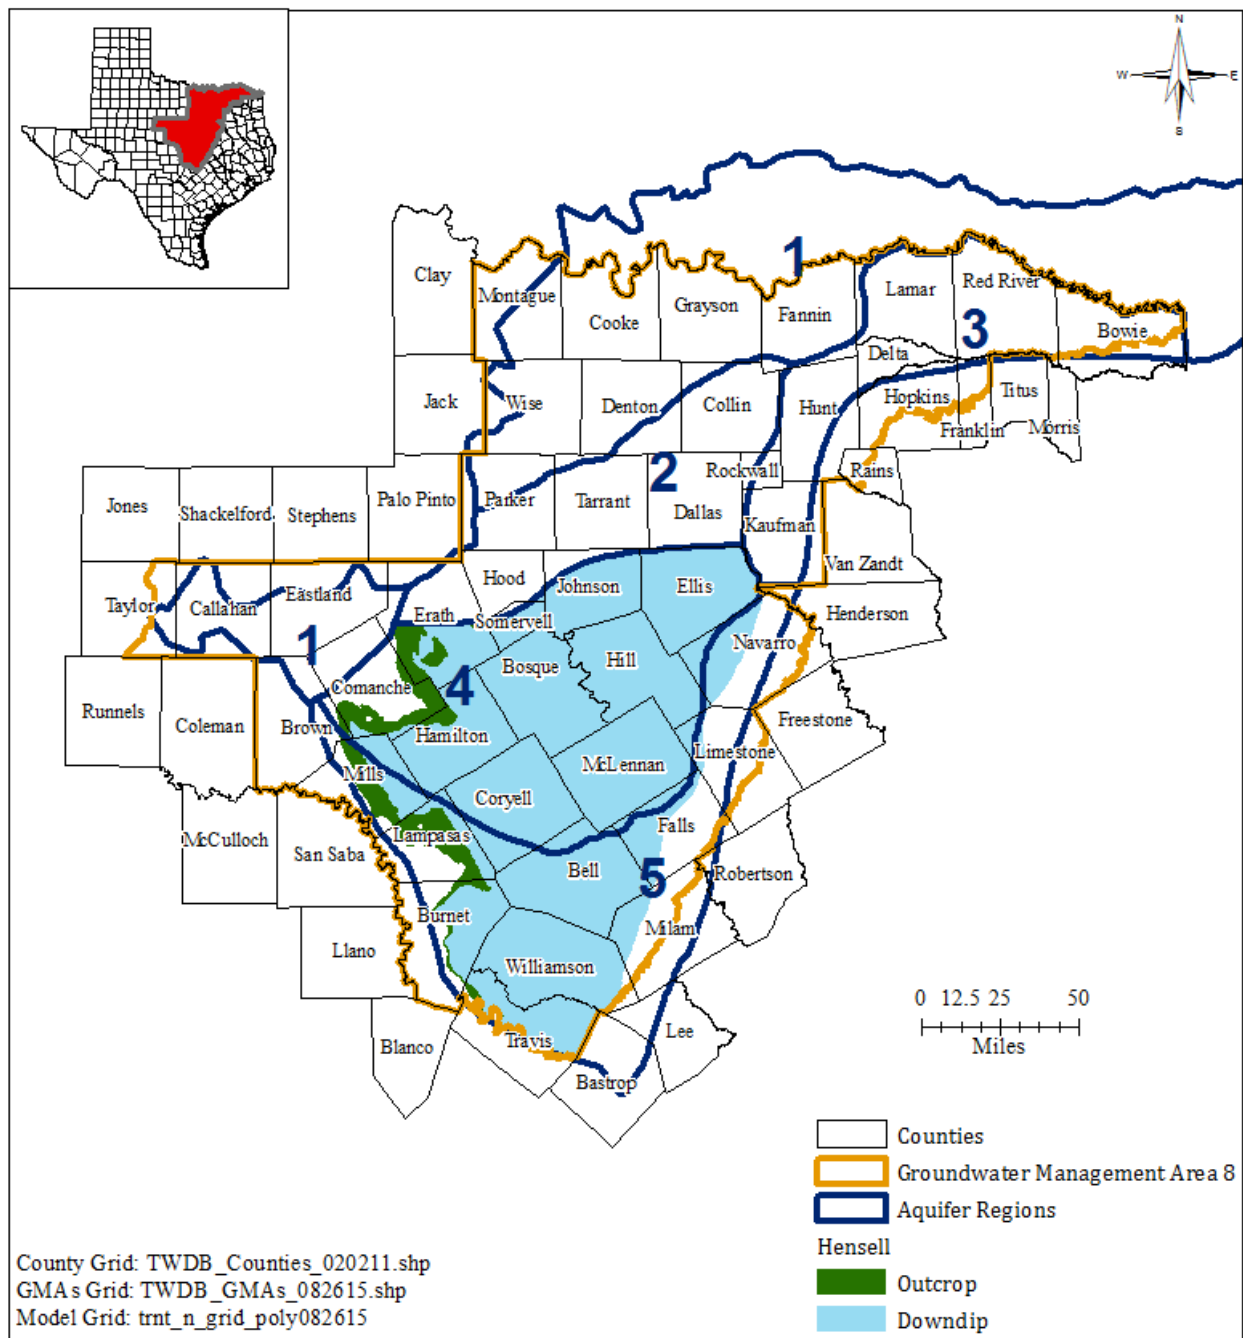 N
W E
S
1
Clay
Montague
Cooke
Grayson
Fannin
Lamar
Red River
Bowie
3
Delta
Jack
Wise
Denton
Collin
Hunt
Hopkins
Titus
Franklin
Morris
Rockwall
Rains
2
Jones
Shackelford
Stephens
Palo Pinto
Parker
Tarrant
Dallas
Kaufman
Van Zandt
Taylor
Callahan
Eastland
Hood
Johnson
Ellis
Erath
Somervell
Henderson
1
Navarro
Comanche
4
Bosque
Hill
Runnels
Coleman
Brown
Hamilton
Freestone
Limestone
Mills
McLennan
Coryell
McCulloch
San Saba
Lampasas
Falls
Bell
5
Robertson
Burnet
Milam
Llano
Williamson
0 12.5 25 50
Miles
Blanco
Travis
Lee
Bastrop
Counties
Groundwater Management Area 8
Aquifer Regions
Hensell
Outcrop
Downdip
County Grid: TWDB_Counties_020211.shp
GMAs Grid: TWDB_GMAs_082615.shp
Model Grid: trnt_n_grid_poly082615